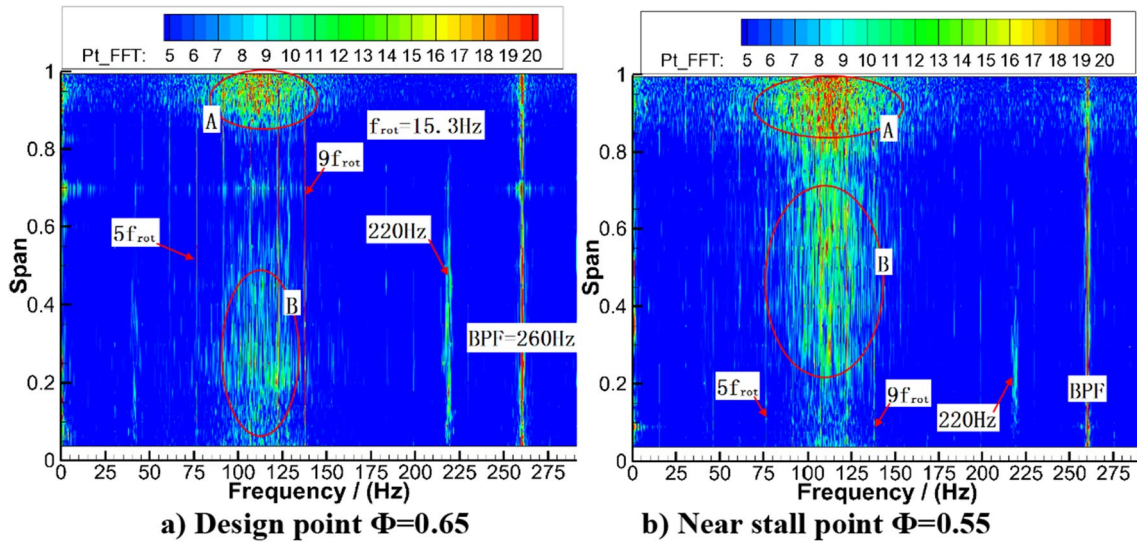 Pt_FFT: 5 6 7 8 9 10 11 12 13 14 15 16 17 18 19 20
1
0.8
0.6
0.4
0.2
0
Span
A
f_rot=15.3Hz
9f_rot
5f_rot
220Hz
B
BPF=260Hz
0 25 50 75 100 125 150 175 200 225 250 275
Frequency / (Hz)
a) Design point Φ=0.65
Pt_FFT: 5 6 7 8 9 10 11 12 13 14 15 16 17 18 19 20
1
0.8
0.6
0.4
0.2
0
Span
A
B
5f_rot
9f_rot
220Hz
BPF
0 25 50 75 100 125 150 175 200 225 250 275
Frequency / (Hz)
b) Near stall point Φ=0.55